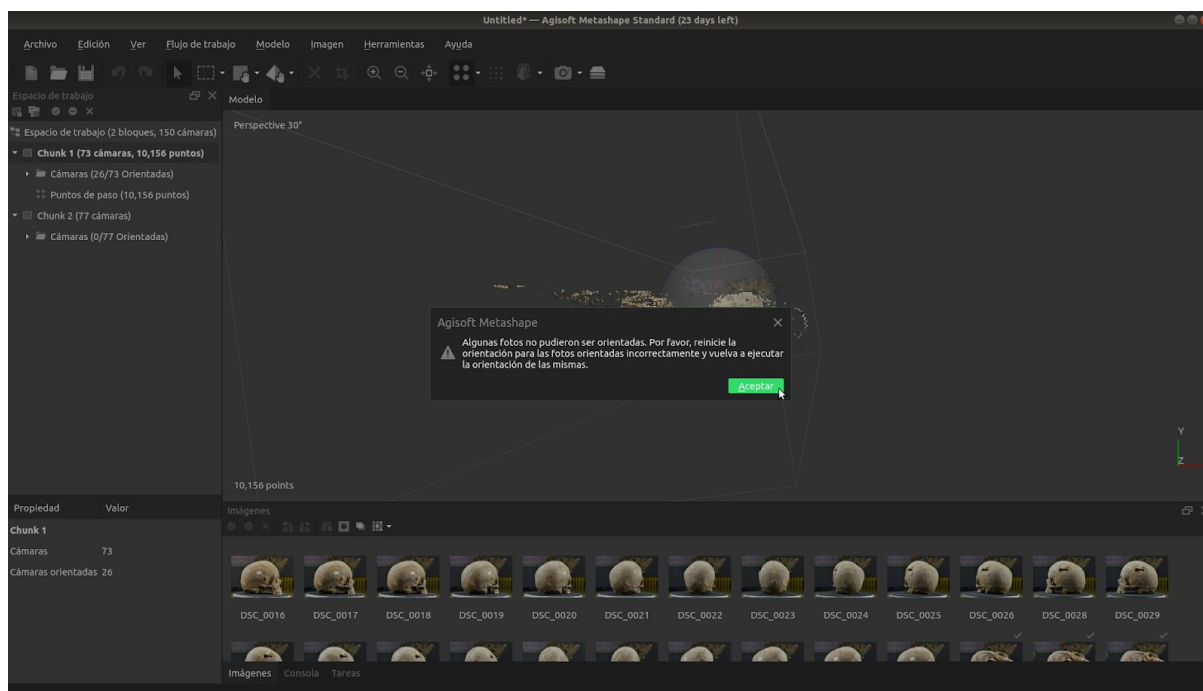 Untitled* — Agisoft Metashape Standard (23 days left)
Archivo Edición Ver Flujo de trabajo Modelo Imagen Herramientas Ayuda
Espacio de trabajo
Modelo
Espacio de trabajo (2 bloques, 150 cámaras)
Chunk 1 (73 cámaras, 10,156 puntos)
Cámaras (26/73 Orientadas)
Puntos de paso (10,156 puntos)
Chunk 2 (77 cámaras)
Cámaras (0/77 Orientadas)
Perspective 30°
Agisoft Metashape
Algunas fotos no pudieron ser orientadas. Por favor, reinicie la
orientación para las fotos orientadas incorrectamente y vuelva a ejecutar
la orientación de las mismas.
Aceptar
Y
Z
10,156 points
Propiedad Valor
Chunk 1
Cámaras 73
Cámaras orientadas 26
Imágenes
DSC_0016 DSC_0017 DSC_0018 DSC_0019 DSC_0020 DSC_0021 DSC_0022 DSC_0023 DSC_0024 DSC_0025 DSC_0026 DSC_0028 DSC_0029
Imágenes Consola Tareas